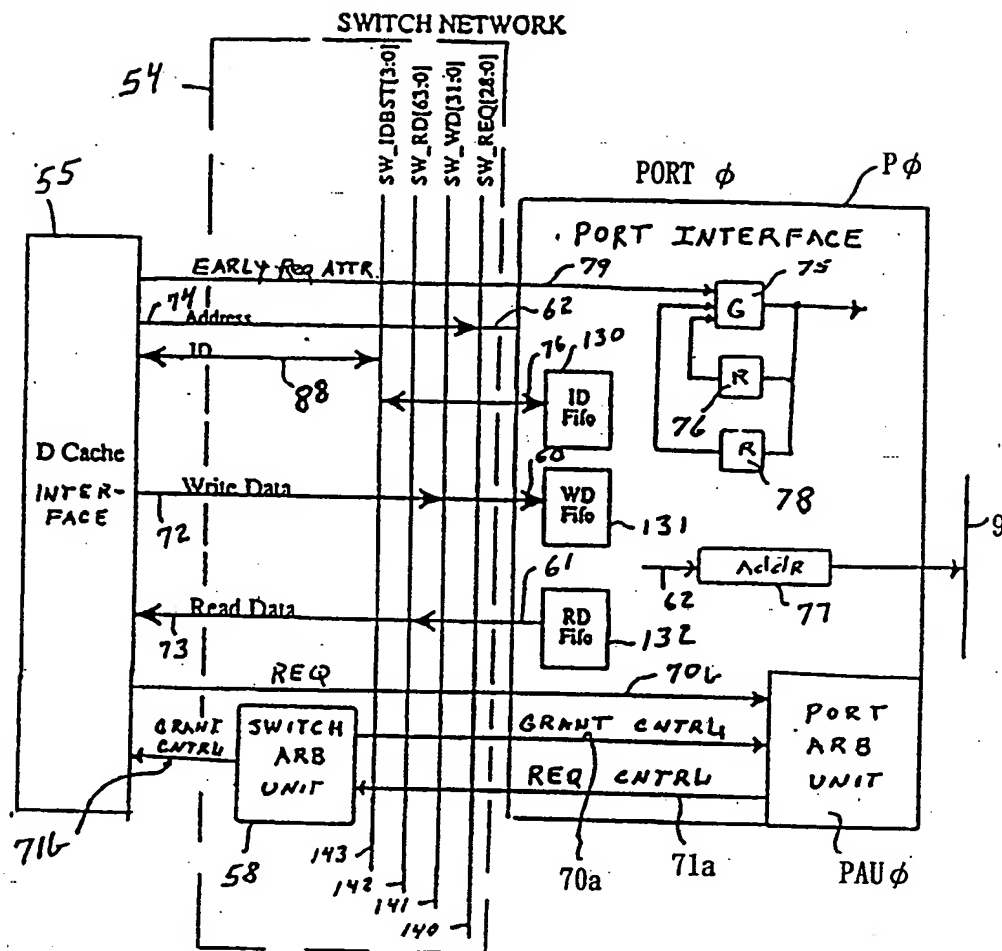 SWITCH NETWORK
54
SW_IDBST[3:0]
SW_RD[63:0]
SW_WD[31:0]
SW_REQ[28:0]
PORT φ
Pφ
55
PORT INTERFACE
EARLY Req ATTR.
79
75
G
74
Address
62
ID
88
76
130
ID
Fifo
R
76
R
78
D Cache
INTER-
FACE
Write Data
72
60
WD
Fifo
131
9
61
62
AddR
77
Read Data
73
RD
Fifo
132
REQ
70b
GRANT
CNTRL
SWITCH
ARB
UNIT
GRANT CNTRL
REQ CNTRL
PORT
ARB
UNIT
71b
58
143
142
141
140
70a
71a
PAUφ